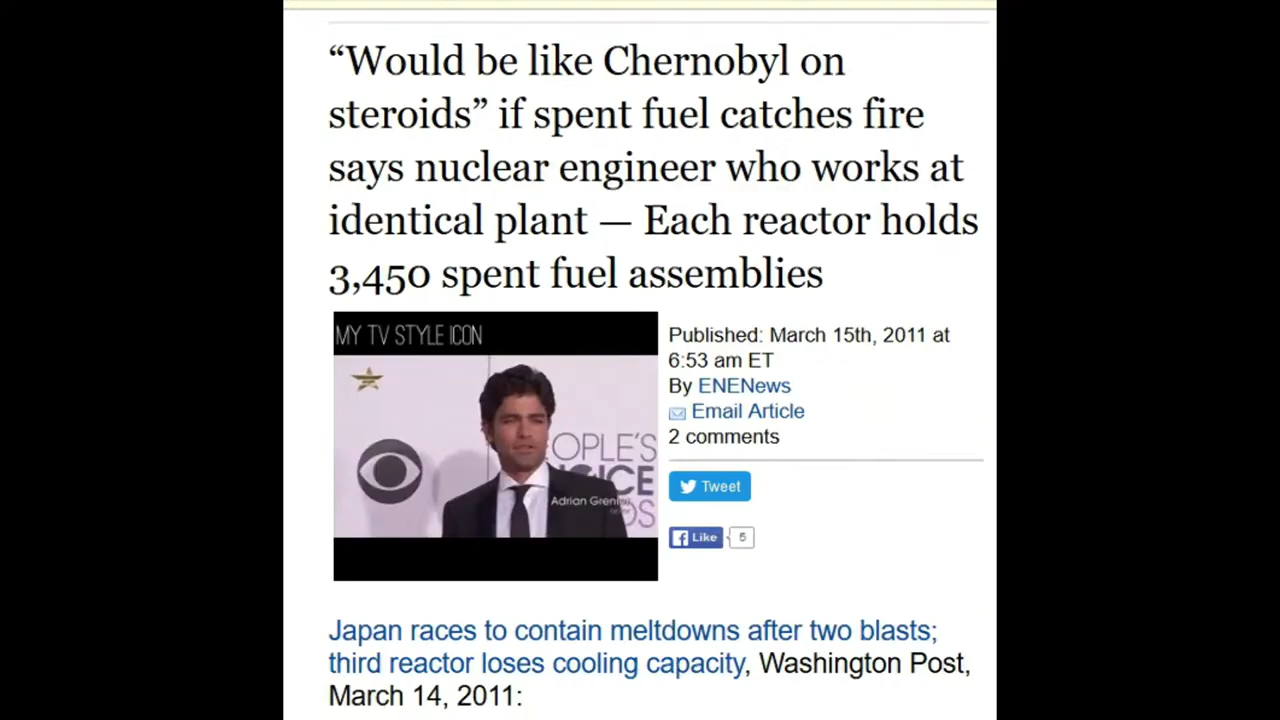 “Would be like Chernobyl on
steroids” if spent fuel catches fire
says nuclear engineer who works at
identical plant — Each reactor holds
3,450 spent fuel assemblies
MY TV STYLE ICON
OPLE'S
Adrian Greni
Published: March 15th, 2011 at
6:53 am ET
By ENENews
Email Article
2 comments
Tweet
Like 5
Japan races to contain meltdowns after two blasts;
third reactor loses cooling capacity, Washington Post,
March 14, 2011: